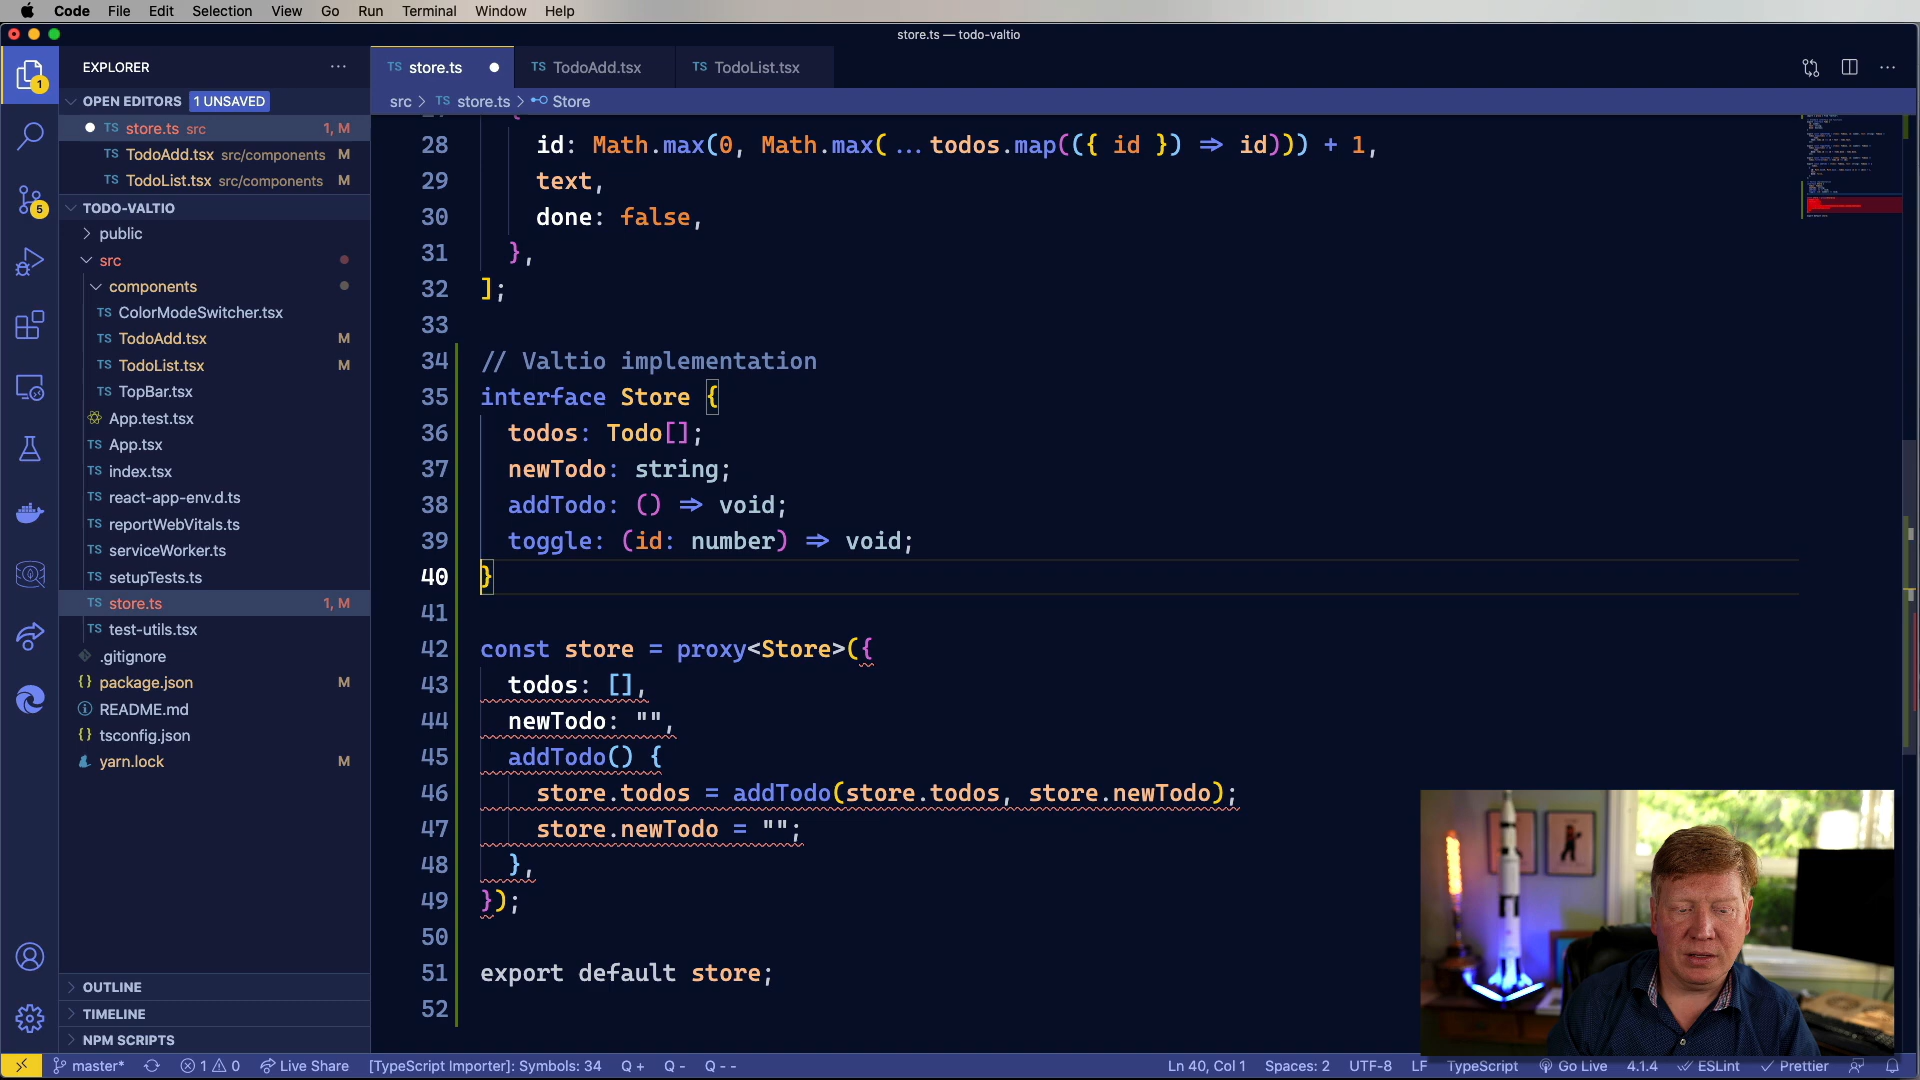 Code File Edit Selection View Go Run Terminal Window Help
store.ts — todo-valtio
EXPLORER
OPEN EDITORS 1 UNSAVED
store.ts src 1, M
TodoAdd.tsx src/components M
TodoList.tsx src/components M
TODO-VALTIO
public
src
components
TS ColorModeSwitcher.tsx
TS TodoAdd.tsx M
TS TodoList.tsx M
TS TopBar.tsx
App.test.tsx
TS App.tsx
TS index.tsx
TS react-app-env.d.ts
TS reportWebVitals.ts
TS serviceWorker.ts
TS setupTests.ts
TS store.ts 1, M
TS test-utils.tsx
.gitignore
package.json M
README.md
tsconfig.json
yarn.lock M
OUTLINE
TIMELINE
NPM SCRIPTS
TS store.ts TS TodoAdd.tsx TS TodoList.tsx
src > TS store.ts > Store
28 id: Math.max(0, Math.max(...todos.map(({ id }) => id))) + 1,
29 text,
30 done: false,
31 },
32 ];
33
34 // Valtio implementation
35 interface Store {
36 todos: Todo[];
37 newTodo: string;
38 addTodo: () => void;
39 toggle: (id: number) => void;
40 }
41
42 const store = proxy<Store>({
43 todos: [],
44 newTodo: "",
45 addTodo() {
46 store.todos = addTodo(store.todos, store.newTodo);
47 store.newTodo = "";
48 },
49 });
50
51 export default store;
52
master* 1 0 Live Share [TypeScript Importer]: Symbols: 34 Q + Q - Q - - Ln 40, Col 1 Spaces: 2 UTF-8 LF TypeScript Go Live 4.1.4 ESLint Prettier